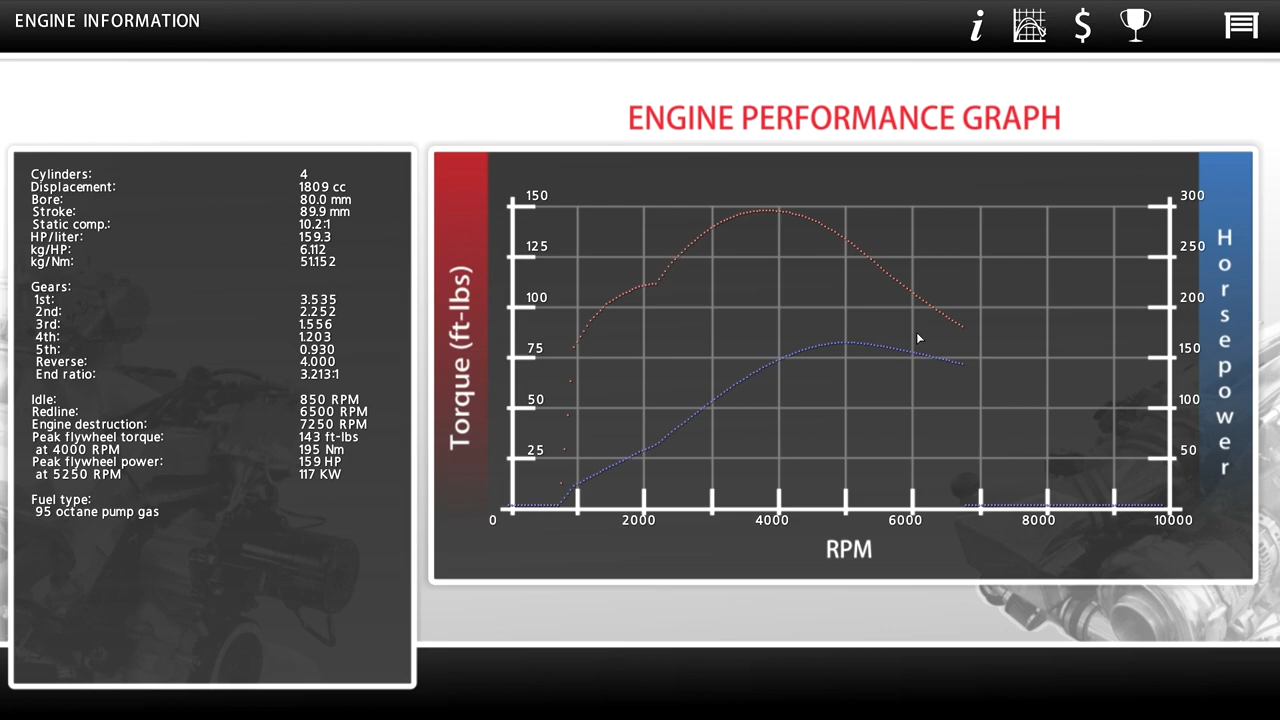 ENGINE INFORMATION
i $
ENGINE PERFORMANCE GRAPH
Cylinders: 4
Displacement: 1809 cc
Bore: 80.0 mm
Stroke: 89.9 mm
Static comp.: 10.2:1
HP/liter: 159.3
kg/HP: 6.112
kg/Nm: 51.152
Gears:
1st: 3.535
2nd: 2.252
3rd: 1.556
4th: 1.203
5th: 0.930
Reverse: 4.000
End ratio: 3.213:1
Idle: 850 RPM
Redline: 6500 RPM
Engine destruction: 7250 RPM
Peak flywheel torque: 143 ft-lbs
at 4000 RPM 195 Nm
Peak flywheel power: 159 HP
at 5250 RPM 117 KW
Fuel type:
95 octane pump gas
Torque (ft-lbs)
150
125
100
75
50
25
0 2000 4000 6000 8000 10000
RPM
300
250
200
150
100
50
Horsepower